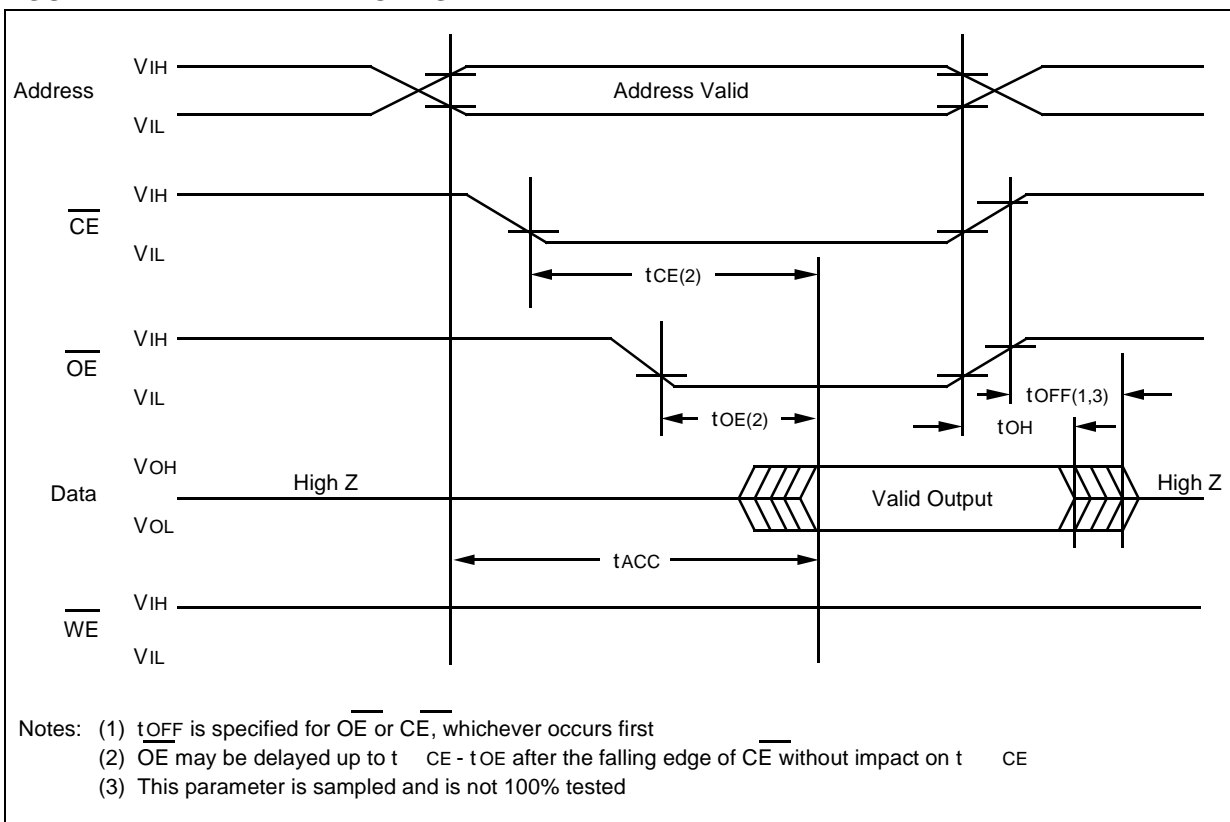 VIH
Address
Address Valid
VIL
VIH
CE
VIL
tCE(2)
VIH
OE
VIL
tOFF(1,3)
tOE(2)
tOH
VOH
High Z
Data
Valid Output
High Z
VOL
tACC
VIH
WE
VIL
Notes: (1) tOFF is specified for OE or CE, whichever occurs first
(2) OE may be delayed up to t CE - tOE after the falling edge of CE without impact on t CE
(3) This parameter is sampled and is not 100% tested